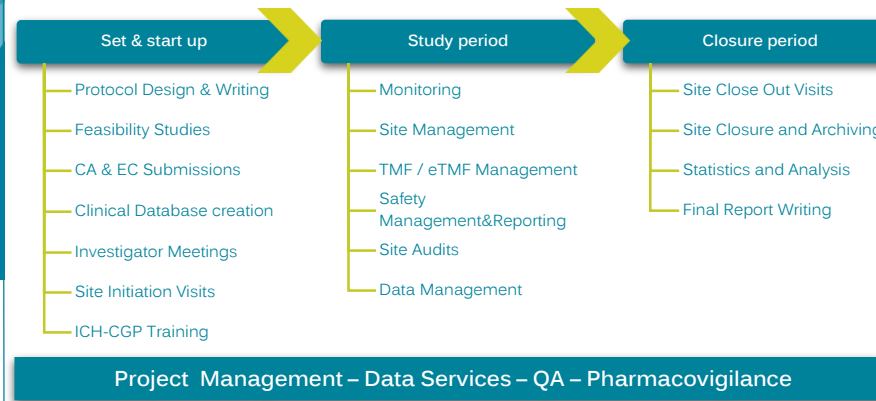 Set & start up
Protocol Design & Writing
Feasibility Studies
CA & EC Submissions
Clinical Database creation
Investigator Meetings
Site Initiation Visits
ICH-CGP Training
Study period
Monitoring
Site Management
TMF / eTMF Management
Safety
Management&Reporting
Site Audits
Data Management
Closure period
Site Close Out Visits
Site Closure and Archiving
Statistics and Analysis
Final Report Writing
Project Management – Data Services – QA – Pharmacovigilance